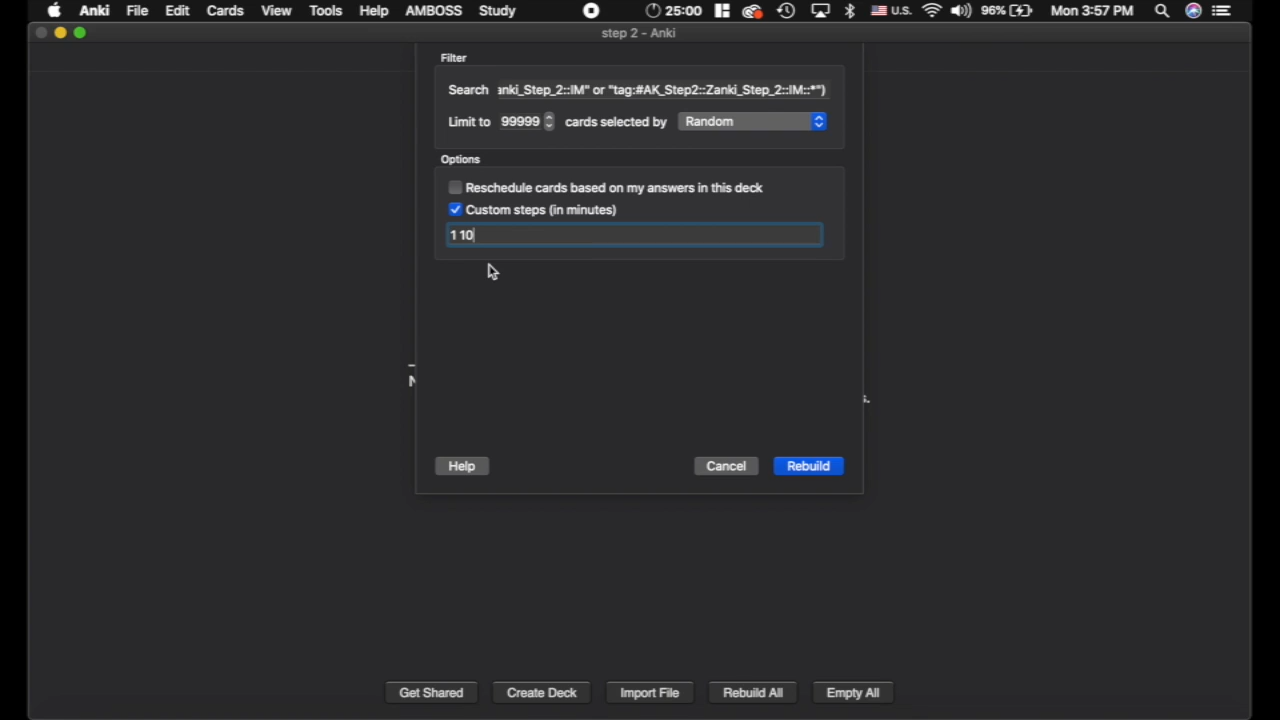 Anki File Edit Cards View Tools Help AMBOSS Study 25:00 U.S. 96% Mon 3:57 PM
step 2 - Anki
Filter
Search anki_Step_2::IM" or "tag:#AK_Step2::Zanki_Step_2::IM::*")
Limit to 99999 cards selected by Random
Options
Reschedule cards based on my answers in this deck
Custom steps (in minutes)
1 10
Help Cancel Rebuild
Get Shared Create Deck Import File Rebuild All Empty All